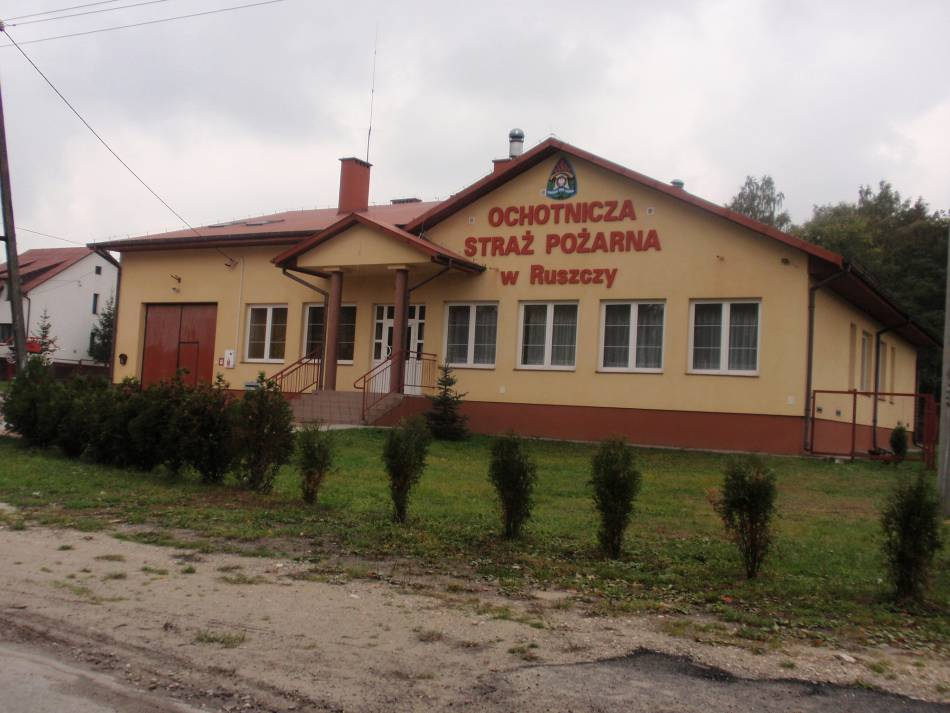 OCHOTNICZA
STRAŻ POŻARNA
w Ruszczy